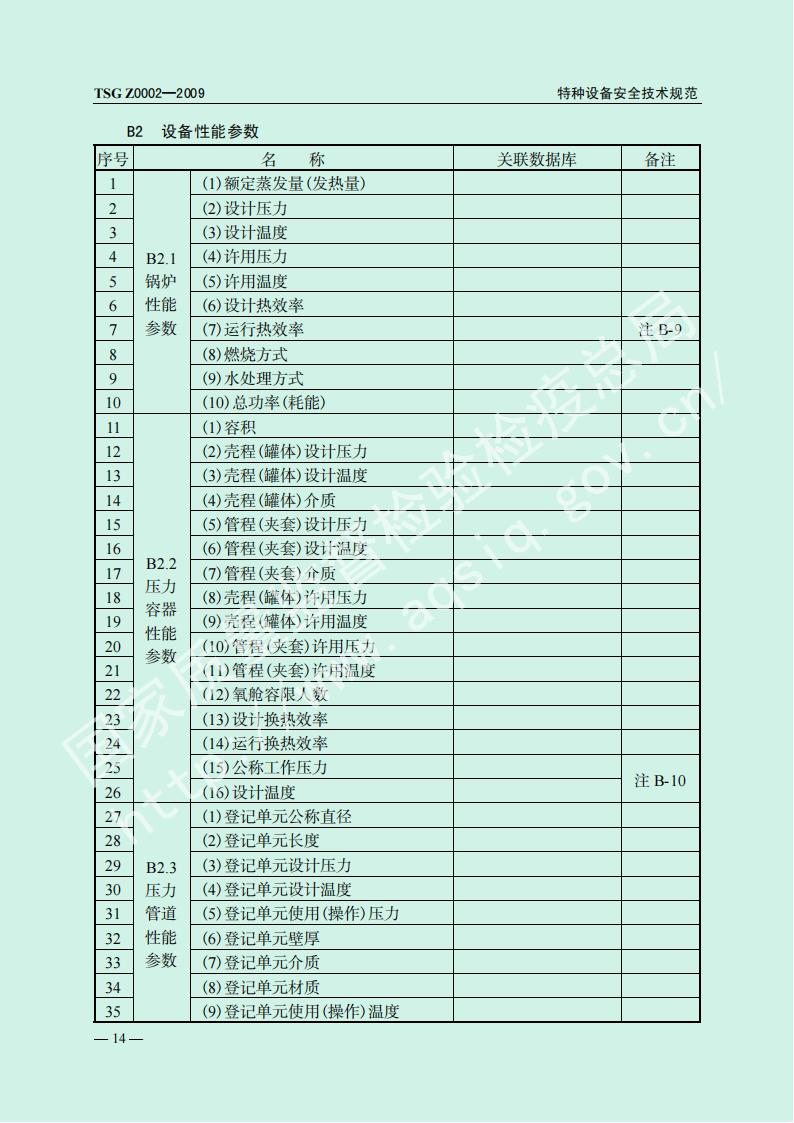 TSG Z0002—2009 特种设备安全技术规范
B2 设备性能参数
序号 名 称 关联数据库 备注
B2.1 锅炉性能参数
1 (1)额定蒸发量(发热量)
2 (2)设计压力
3 (3)设计温度
4 (4)许用压力
5 (5)许用温度
6 (6)设计热效率
7 (7)运行热效率 注 B-9
8 (8)燃烧方式
9 (9)水处理方式
10 (10)总功率(耗能)
B2.2 压力容器性能参数
11 (1)容积
12 (2)壳程(罐体)设计压力
13 (3)壳程(罐体)设计温度
14 (4)壳程(罐体)介质
15 (5)管程(夹套)设计压力
16 (6)管程(夹套)设计温度
17 (7)管程(夹套)介质
18 (8)壳程(罐体)许用压力
19 (9)壳程(罐体)许用温度
20 (10)管程(夹套)许用压力
21 (11)管程(夹套)许用温度
22 (12)氧舱容限人数
23 (13)设计换热效率
24 (14)运行换热效率
25 (15)公称工作压力 注 B-10
26 (16)设计温度
B2.3 压力管道性能参数
27 (1)登记单元公称直径
28 (2)登记单元长度
29 (3)登记单元设计压力
30 (4)登记单元设计温度
31 (5)登记单元使用(操作)压力
32 (6)登记单元壁厚
33 (7)登记单元介质
34 (8)登记单元材质
35 (9)登记单元使用(操作)温度
— 14 —
国家质量监督检验检疫总局
http://www.aqsiq.gov.cn/